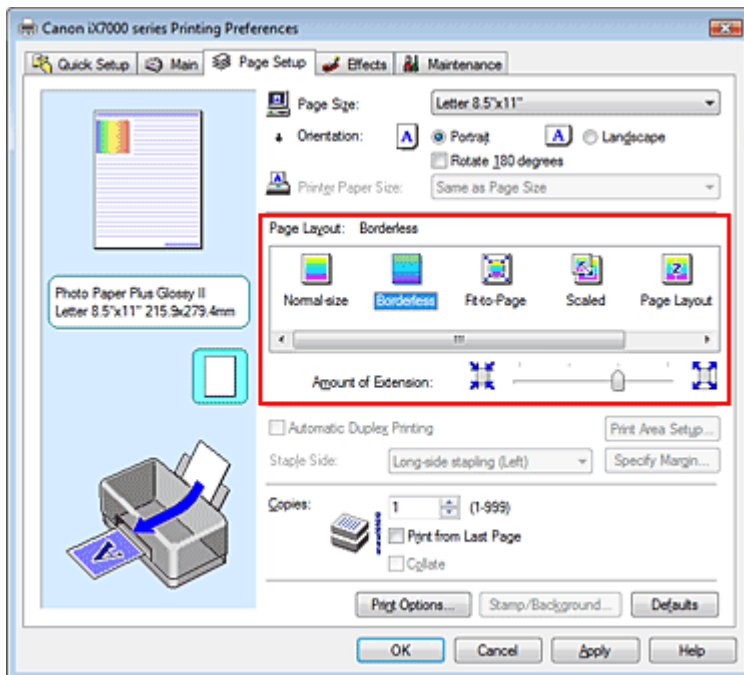 Canon iX7000 series Printing Preferences
Quick Setup Main Page Setup Effects Maintenance
Page Size: Letter 8.5"x11"
Orientation: A Portrait A Landscape
Rotate 180 degrees
Printer Paper Size: Same as Page Size
Page Layout: Borderless
Normal-size Borderless Fit-to-Page Scaled Page Layout
Photo Paper Plus Glossy II
Letter 8.5"x11" 215.9x279.4mm
Amount of Extension:
Automatic Duplex Printing Print Area Setup...
Staple Side: Long-side stapling (Left) Specify Margin...
Copies: 1 (1-999)
Print from Last Page
Collate
A
Print Options... Stamp/Background... Defaults
OK Cancel Apply Help